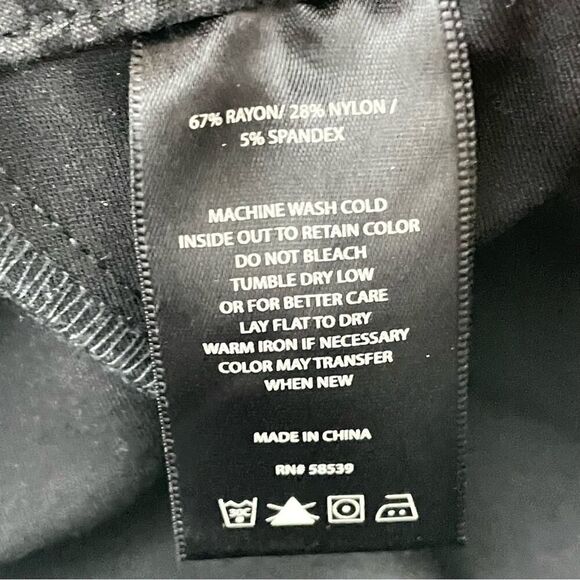 67% RAYON/ 28% NYLON /
5% SPANDEX
MACHINE WASH COLD
INSIDE OUT TO RETAIN COLOR
DO NOT BLEACH
TUMBLE DRY LOW
OR FOR BETTER CARE
LAY FLAT TO DRY
WARM IRON IF NECESSARY
COLOR MAY TRANSFER
WHEN NEW
MADE IN CHINA
RN# 58539
30C